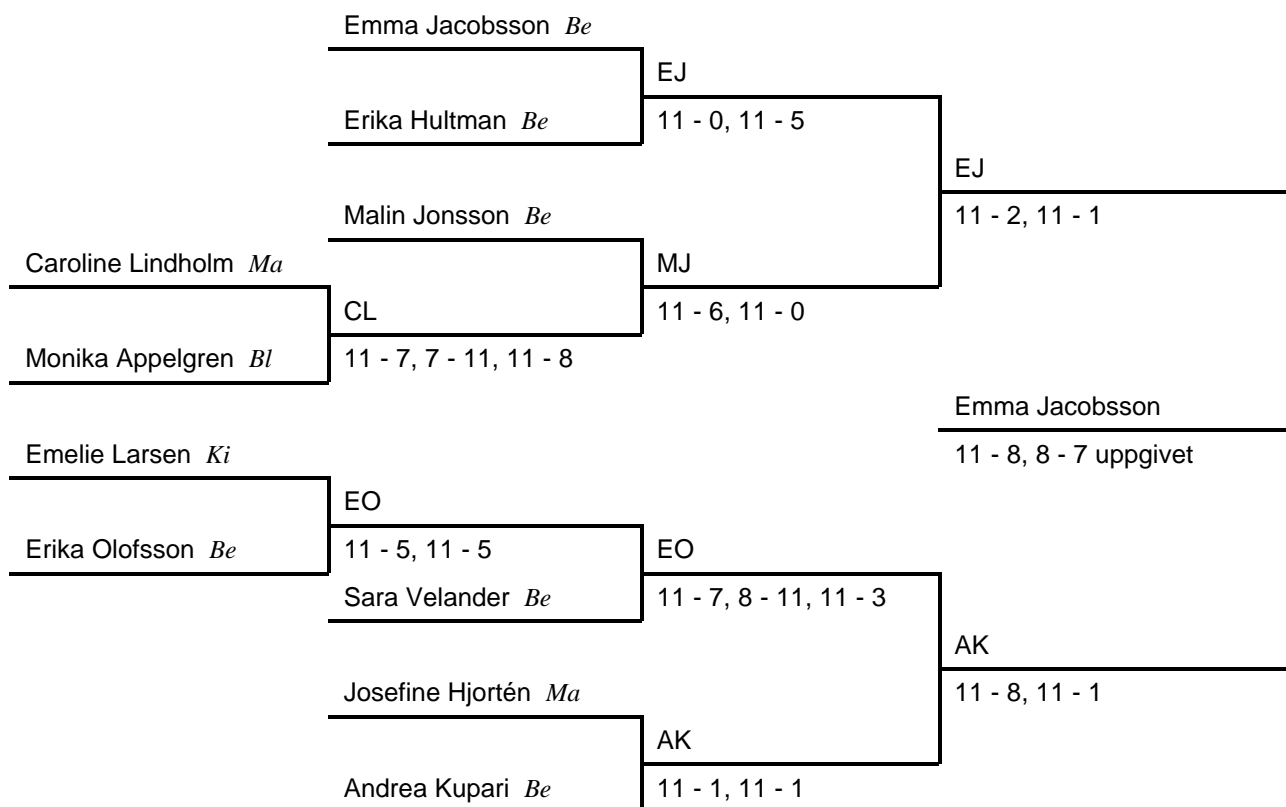 Emma Jacobsson Be
EJ
Erika Hultman Be
11 - 0, 11 - 5
EJ
Malin Jonsson Be
11 - 2, 11 - 1
Caroline Lindholm Ma
MJ
CL
11 - 6, 11 - 0
Monika Appelgren Bl
11 - 7, 7 - 11, 11 - 8
Emma Jacobsson
Emelie Larsen Ki
11 - 8, 8 - 7 uppgivet
EO
Erika Olofsson Be
11 - 5, 11 - 5
EO
Sara Velander Be
11 - 7, 8 - 11, 11 - 3
AK
Josefine Hjortén Ma
11 - 8, 11 - 1
AK
Andrea Kupari Be
11 - 1, 11 - 1